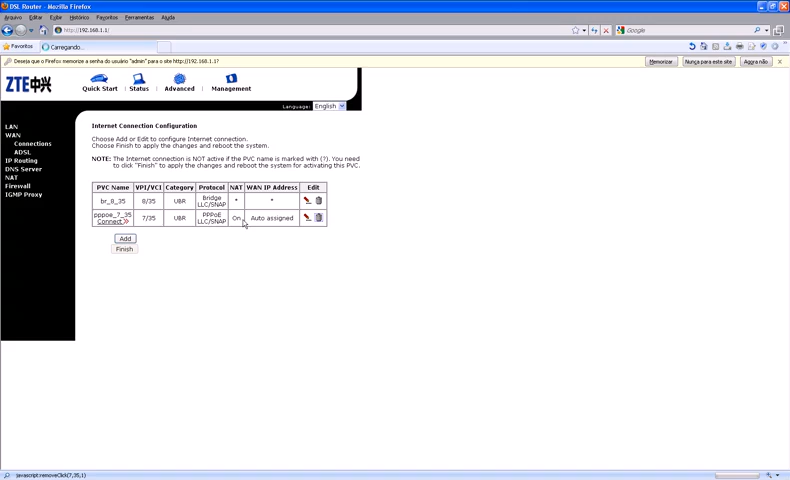 DSL Router - Mozilla Firefox
Arquivo Editar Exibir Histórico Favoritos Ferramentas Ajuda
http://192.168.1.1/
Google
Favoritos Carregando...
Deseja que o Firefox memorize a senha do usuário "admin" para o site http://192.168.1.1?
Memorizar Nunca para este site Agora não
ZTE中兴
Quick Start Status Advanced Management
Language: English
LAN
WAN
Connections
ADSL
IP Routing
DNS Server
NAT
Firewall
IGMP Proxy
Internet Connection Configuration
Choose Add or Edit to configure Internet connection.
Choose Finish to apply the changes and reboot the system.
NOTE: The Internet connection is NOT active if the PVC name is marked with (?). You need
to click "Finish" to apply the changes and reboot the system for activating this PVC.
PVC Name VPI/VCI Category Protocol NAT WAN IP Address Edit
br_8_35 8/35 UBR Bridge LLC/SNAP * *
pppoe_7_35 Connect 7/35 UBR PPPoE LLC/SNAP On Auto assigned
Add
Finish
javascript:removeClick(7,35,1)